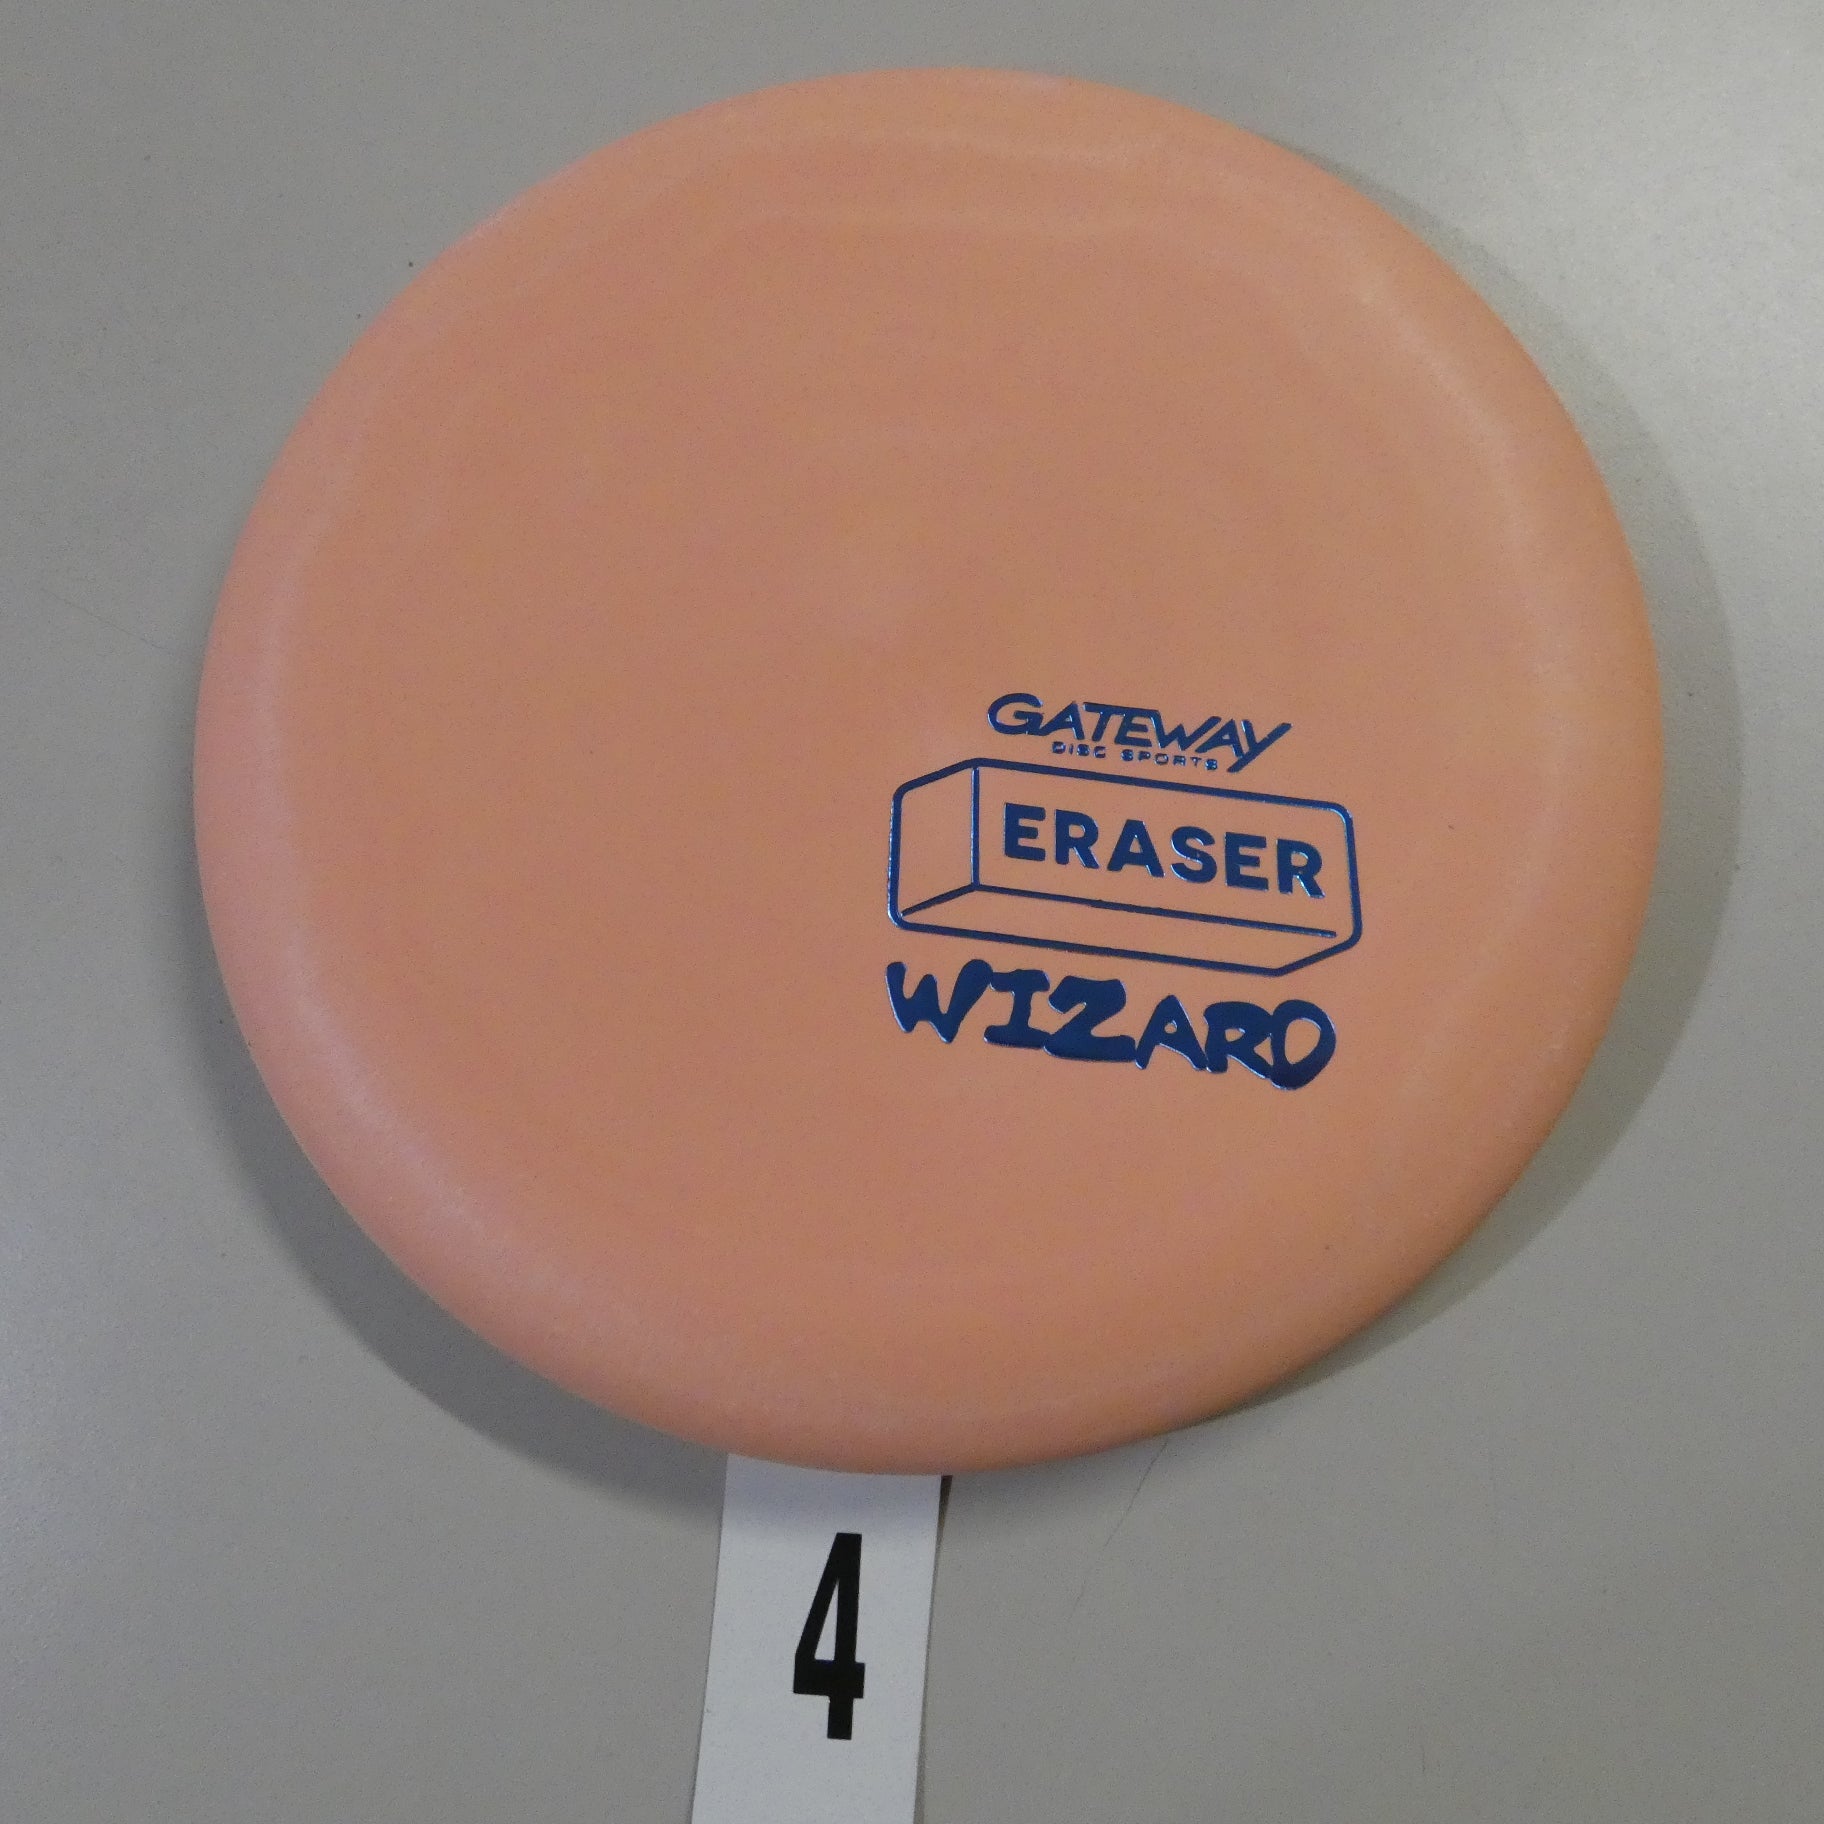 GATEWAY
DISC SPORTS
ERASER
WIZARD
4